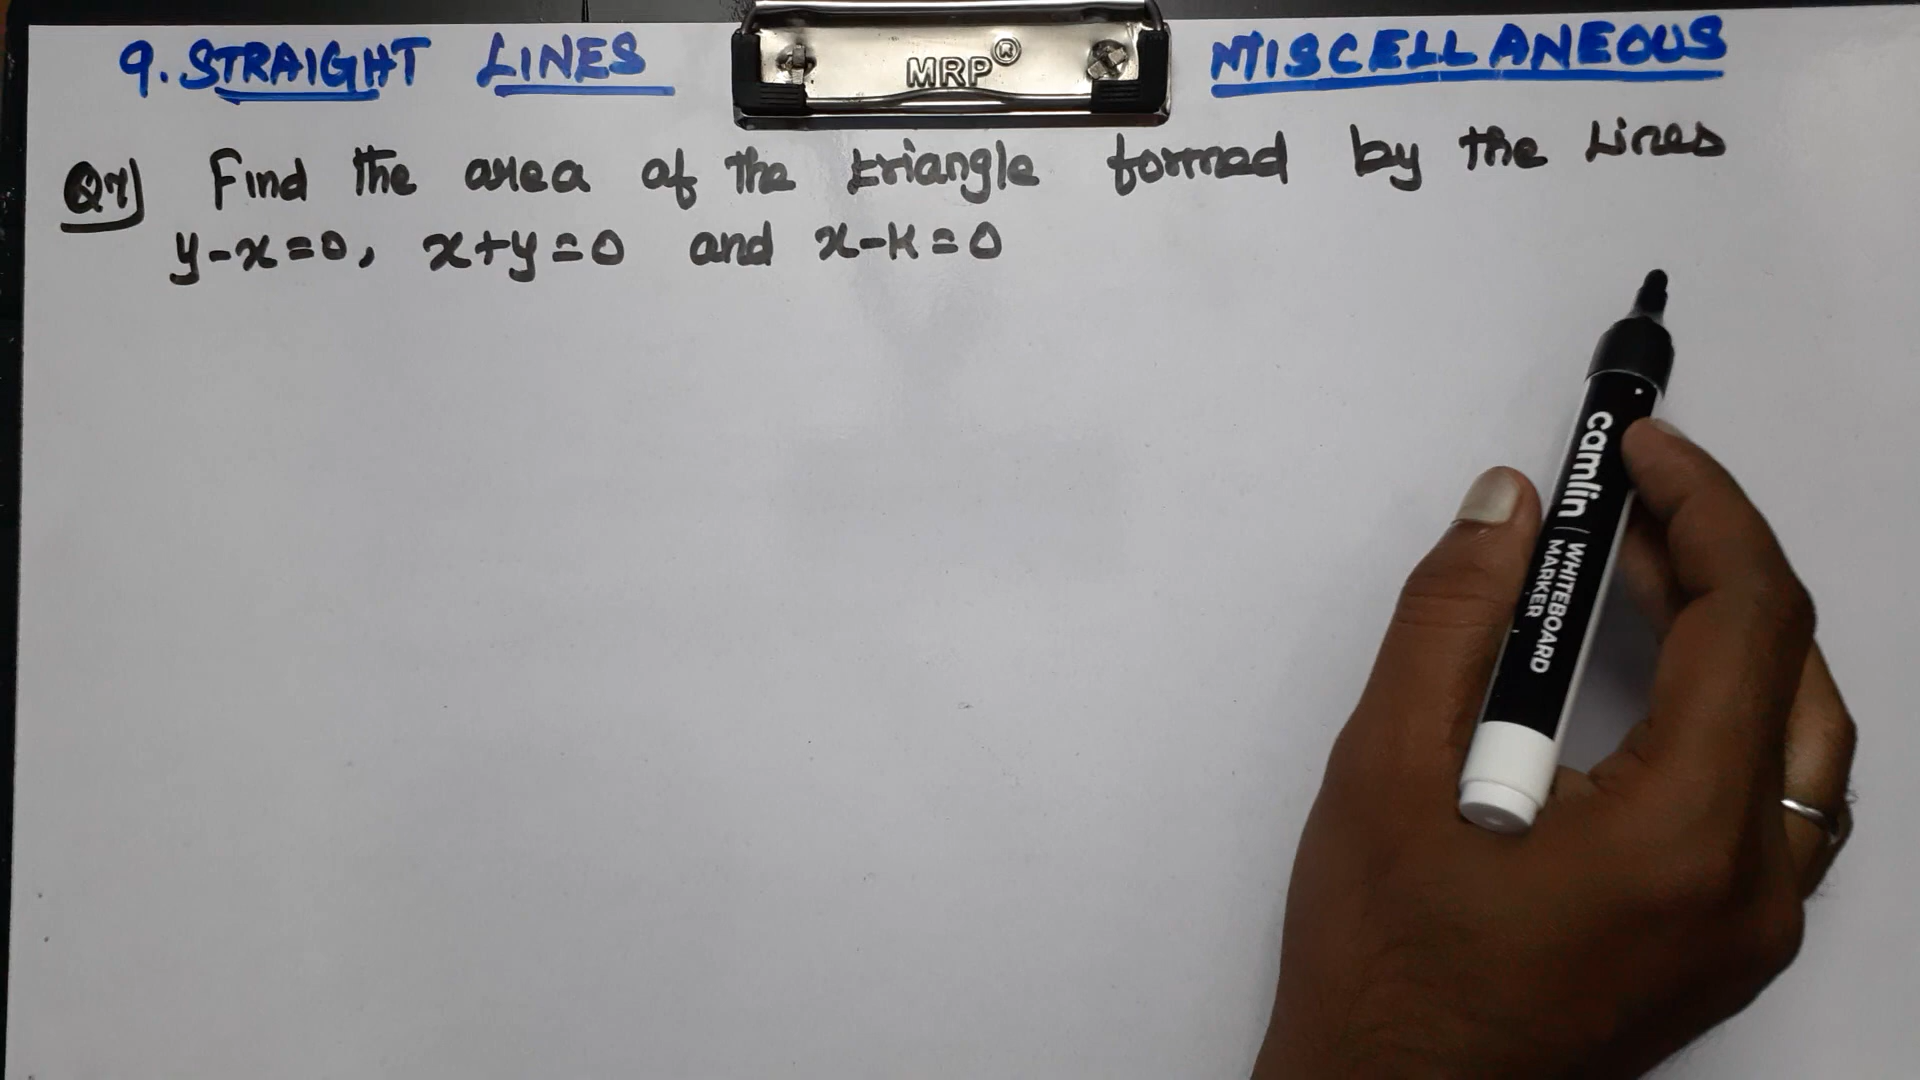 9. STRAIGHT LINES
MRP®
MISCELLANEOUS
Q7) Find the area of the triangle formed by the Lines
y-x=0, x+y=0 and x-k=0
camlin WHITEBOARD MARKER